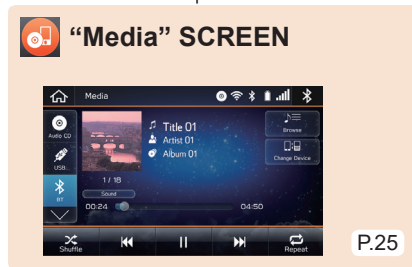 “Media” SCREEN
Media
Audio CD
USB
BT
Title 01
Artist 01
Album 01
1 / 18
Sound
00:24
04:50
Browse
Change Device
Shuffle
Repeat
P.25